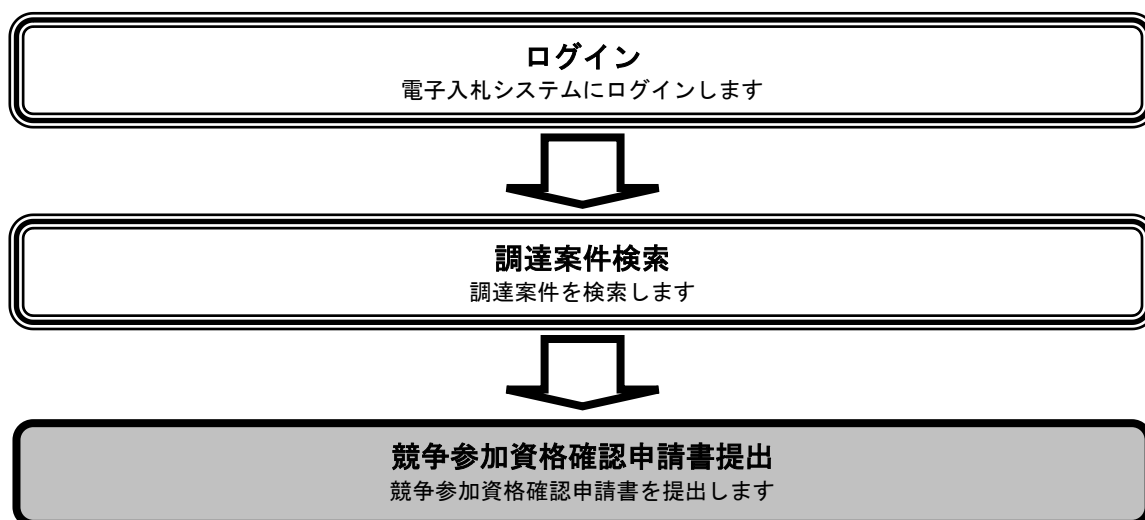 ログイン
電子入札システムにログインします
調達案件検索
調達案件を検索します
競争参加資格確認申請書提出
競争参加資格確認申請書を提出します